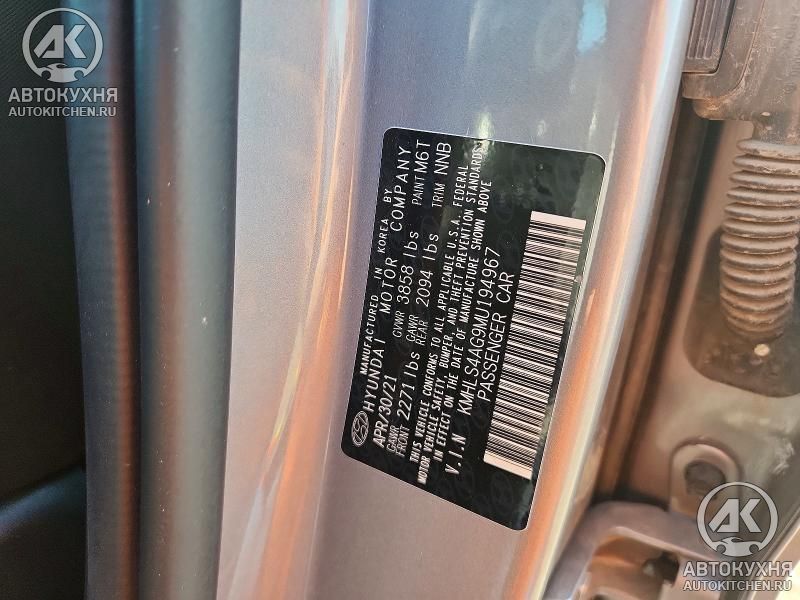 AK
АВТОКУХНЯ
AUTOKITCHEN.RU
MANUFACTURED IN KOREA BY
HYUNDAI MOTOR COMPANY
APR/30/21 GVWR 3858 lbs PAINT M6T
GAWR FRONT 2271 lbs GAWR REAR 2094 lbs TRIM NNB
THIS VEHICLE CONFORMS TO ALL APPLICABLE U.S.A. FEDERAL
MOTOR VEHICLE SAFETY, BUMPER, AND THEFT PREVENTION STANDARDS
IN EFFECT ON THE DATE OF MANUFACTURE SHOWN ABOVE
V.I.N KMHLS4AG9MU194967
PASSENGER CAR
AK
АВТОКУХНЯ
AUTOKITCHEN.RU